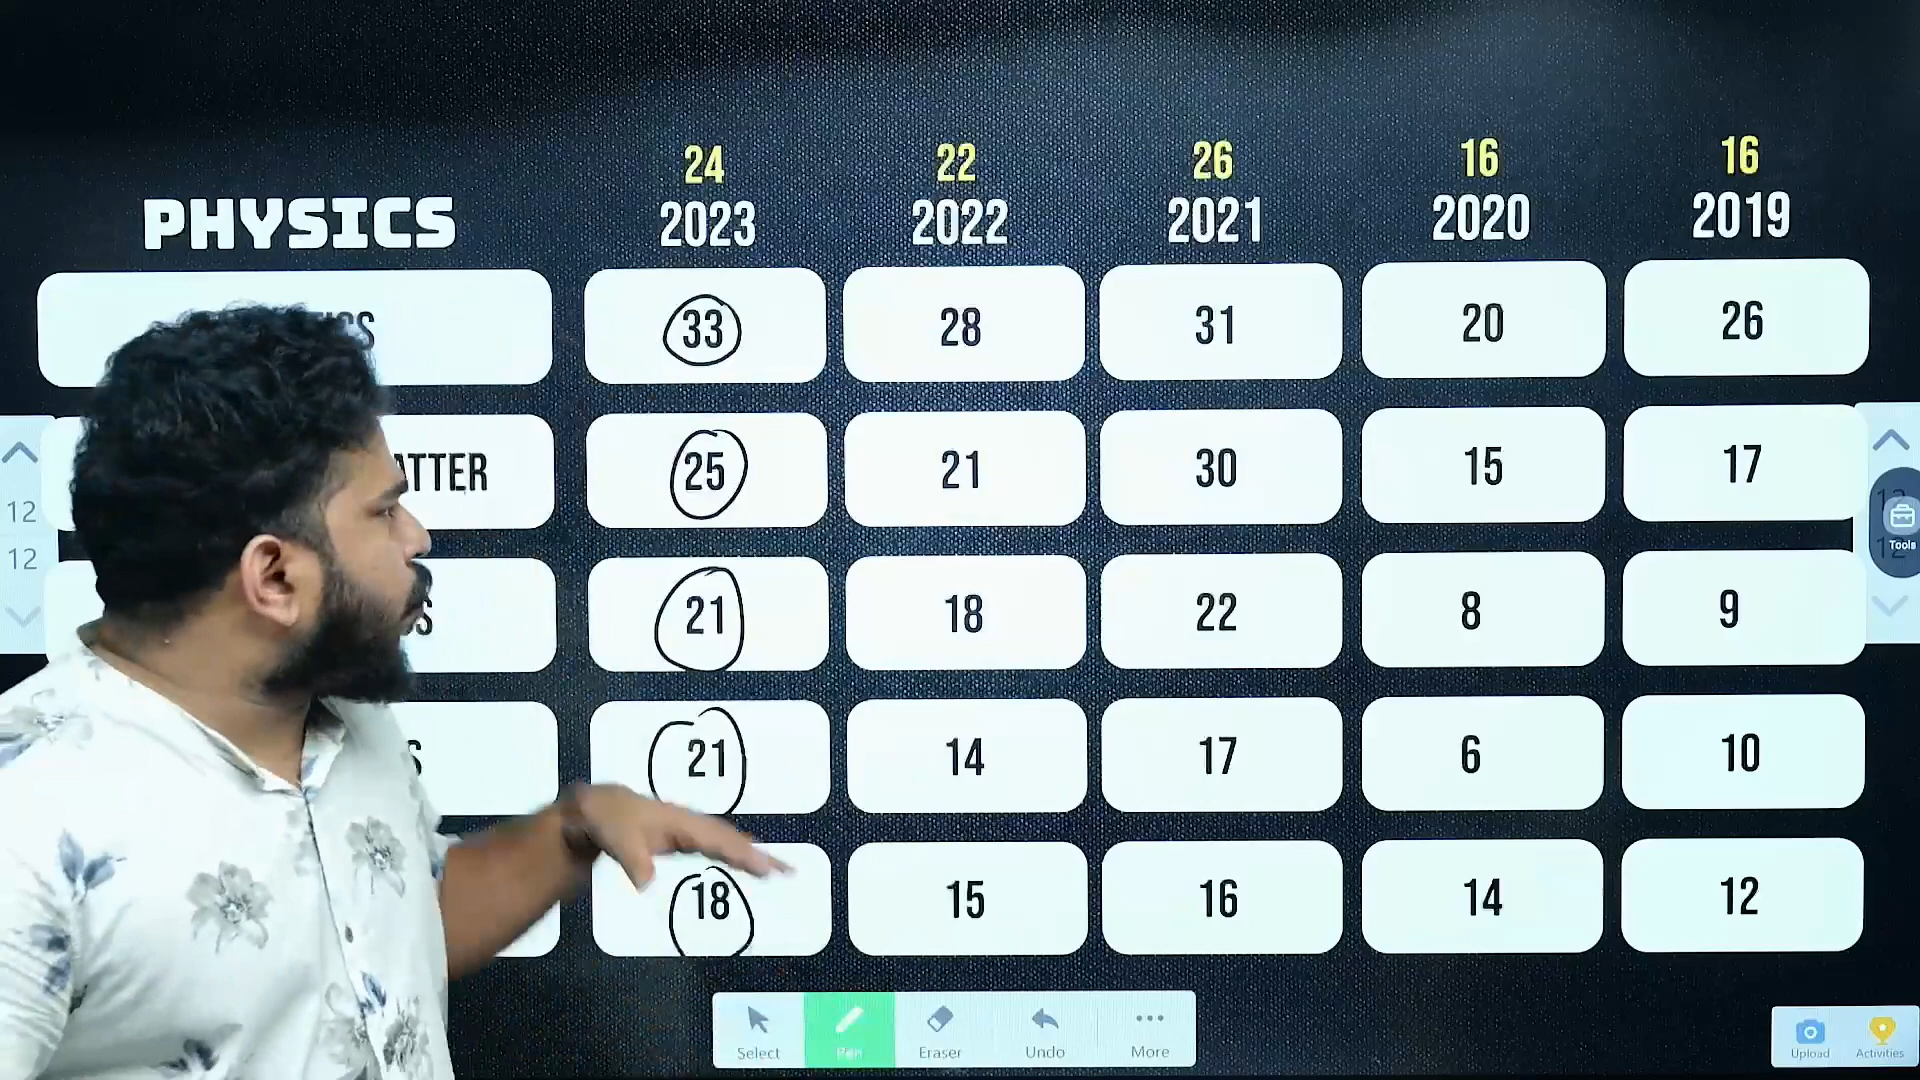 24 22 26 16 16
PHYSICS 2023 2022 2021 2020 2019
33 28 31 20 26
25 21 30 15 17
21 18 22 8 9
21 14 17 6 10
18 15 16 14 12
12
12
Tools
Select Pen Eraser Undo More
Upload Activities